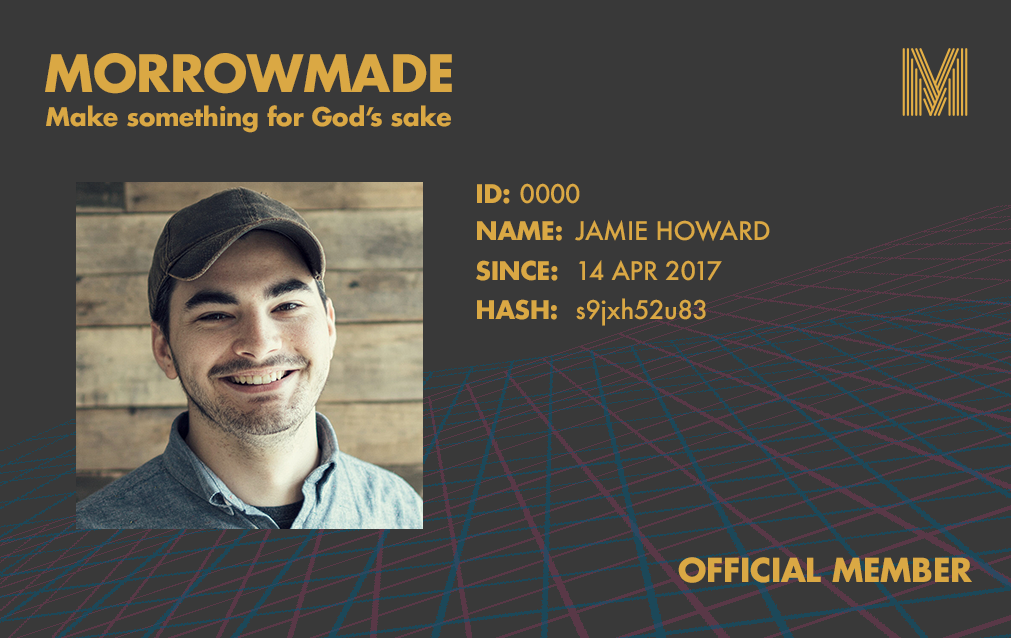 MORROWMADE
Make something for God's sake
M
ID: 0000
NAME: JAMIE HOWARD
SINCE: 14 APR 2017
HASH: s9jxh52u83
OFFICIAL MEMBER